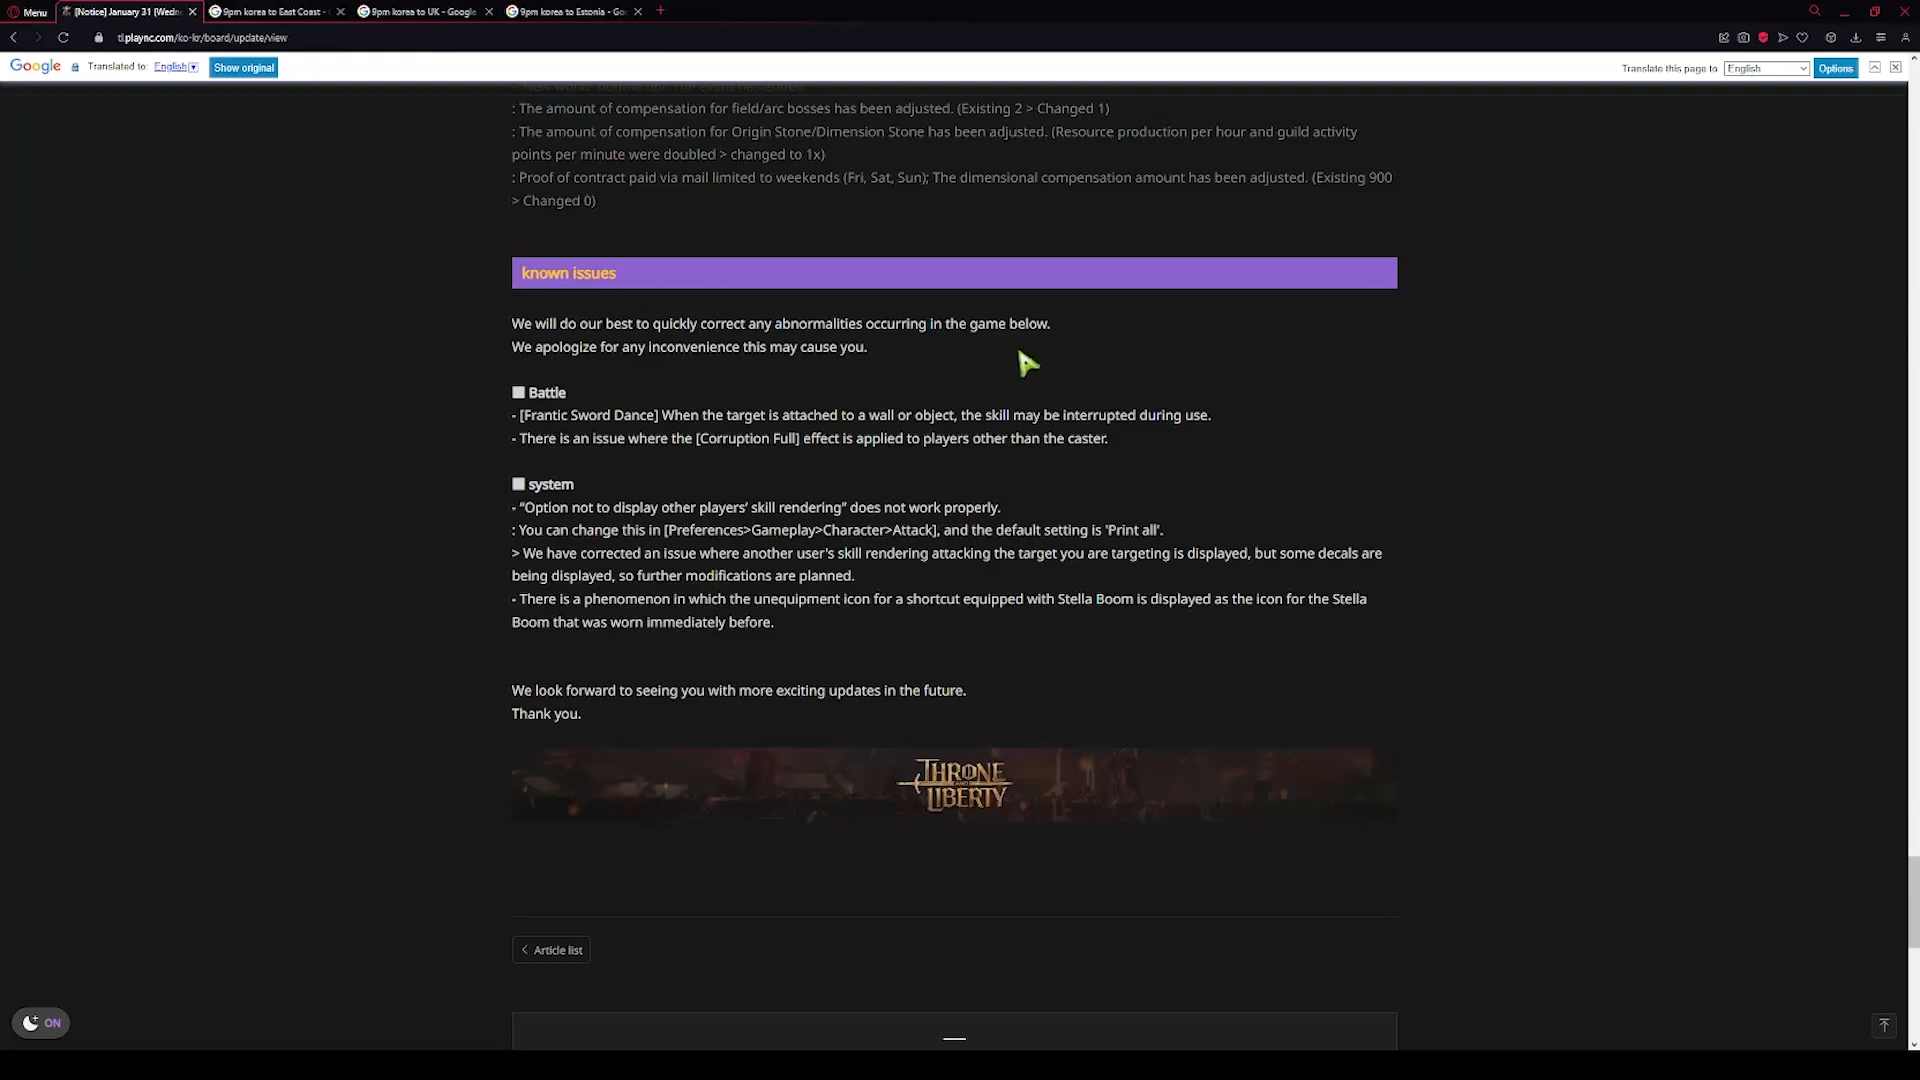 Menu
[Notice] January 31 [Wedn
9pm korea to East Coast -
9pm korea to UK - Google
9pm korea to Estonia - Go
tl.plaync.com/ko-kr/board/update/view
Google
Translated to: English
Show original
Translate this page to
English
Options
: The amount of compensation for field/arc bosses has been adjusted. (Existing 2 > Changed 1)
: The amount of compensation for Origin Stone/Dimension Stone has been adjusted. (Resource production per hour and guild activity
points per minute were doubled > changed to 1x)
: Proof of contract paid via mail limited to weekends (Fri, Sat, Sun); The dimensional compensation amount has been adjusted. (Existing 900
> Changed 0)
known issues
We will do our best to quickly correct any abnormalities occurring in the game below.
We apologize for any inconvenience this may cause you.
Battle
- [Frantic Sword Dance] When the target is attached to a wall or object, the skill may be interrupted during use.
- There is an issue where the [Corruption Full] effect is applied to players other than the caster.
system
- “Option not to display other players’ skill rendering” does not work properly.
: You can change this in [Preferences>Gameplay>Character>Attack], and the default setting is 'Print all'.
> We have corrected an issue where another user's skill rendering attacking the target you are targeting is displayed, but some decals are
being displayed, so further modifications are planned.
- There is a phenomenon in which the unequipment icon for a shortcut equipped with Stella Boom is displayed as the icon for the Stella
Boom that was worn immediately before.
We look forward to seeing you with more exciting updates in the future.
Thank you.
THRONE
AND
LIBERTY
Article list
ON